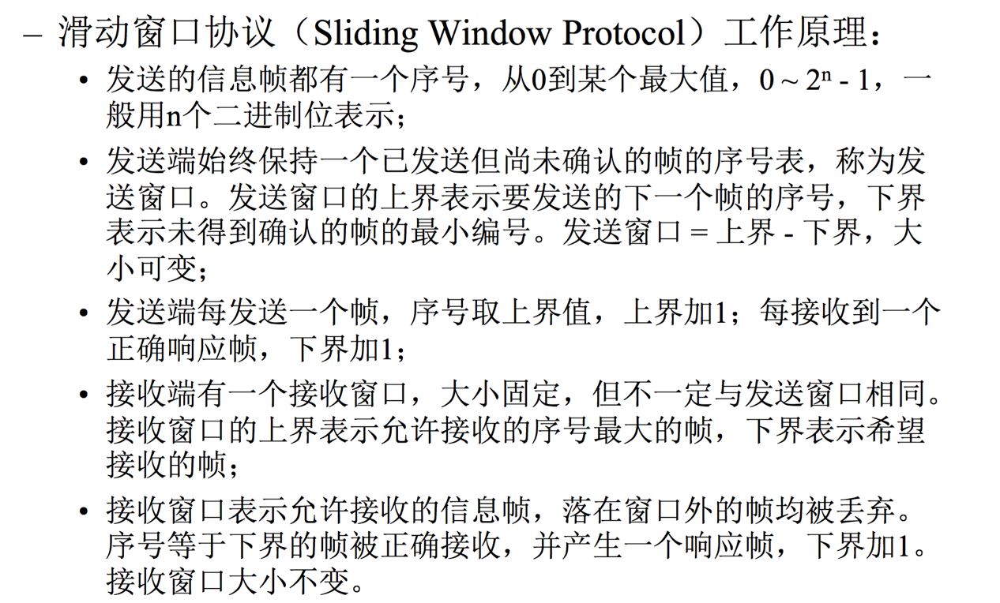 – 滑动窗口协议（Sliding Window Protocol）工作原理：
• 发送的信息帧都有一个序号，从0到某个最大值，0 ~ 2ⁿ - 1，一
般用n个二进制位表示；
• 发送端始终保持一个已发送但尚未确认的帧的序号表，称为发
送窗口。发送窗口的上界表示要发送的下一个帧的序号，下界
表示未得到确认的帧的最小编号。发送窗口 = 上界 - 下界，大
小可变；
• 发送端每发送一个帧，序号取上界值，上界加1；每接收到一个
正确响应帧，下界加1；
• 接收端有一个接收窗口，大小固定，但不一定与发送窗口相同。
接收窗口的上界表示允许接收的序号最大的帧，下界表示希望
接收的帧；
• 接收窗口表示允许接收的信息帧，落在窗口外的帧均被丢弃。
序号等于下界的帧被正确接收，并产生一个响应帧，下界加1。
接收窗口大小不变。